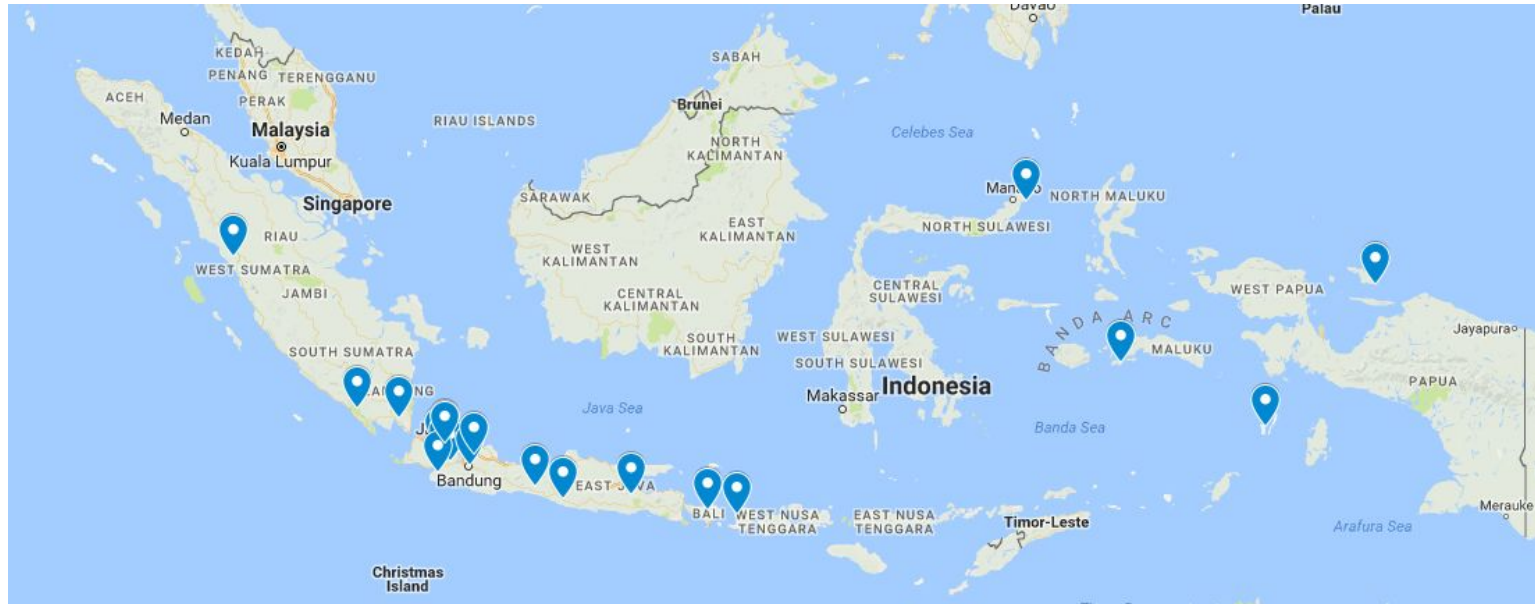 Davao
Palau
KEDAH
PENANG
TERENGGANU
SABAH
ACEH
PERAK
Medan
Brunei
RIAU ISLANDS
Malaysia
Celebes Sea
NORTH
KALIMANTAN
Kuala Lumpur
Singapore
SARAWAK
NORTH MALUKU
EAST
KALIMANTAN
NORTH SULAWESI
RIAU
WEST
KALIMANTAN
WEST SUMATRA
JAMBI
CENTRAL
KALIMANTAN
CENTRAL
SULAWESI
WEST PAPUA
BANDA ARC
SOUTH
KALIMANTAN
WEST SULAWESI
Jayapura
SOUTH SUMATRA
MALUKU
SOUTH SULAWESI
PAPUA
Indonesia
Makassar
Java Sea
Banda Sea
Bandung
EAST JAVA
BALI
WEST NUSA
TENGGARA
EAST NUSA
TENGGARA
Timor-Leste
Merauke
Arafura Sea
Christmas
Island